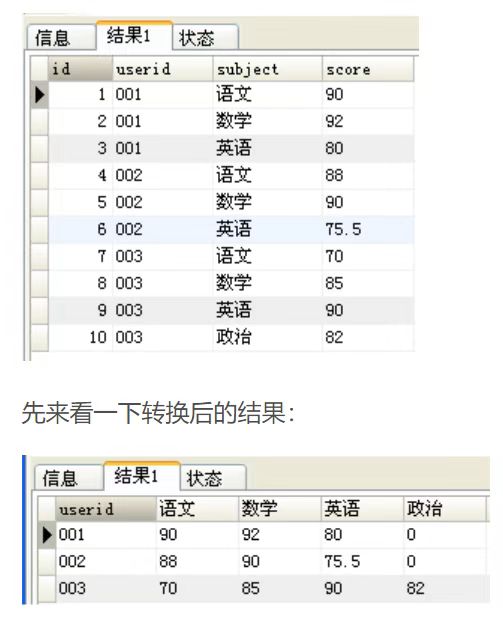 信息 结果1 状态
id userid subject score
1 001 语文 90
2 001 数学 92
3 001 英语 80
4 002 语文 88
5 002 数学 90
6 002 英语 75.5
7 003 语文 70
8 003 数学 85
9 003 英语 90
10 003 政治 82
先来看一下转换后的结果：
信息 结果1 状态
userid 语文 数学 英语 政治
001 90 92 80 0
002 88 90 75.5 0
003 70 85 90 82